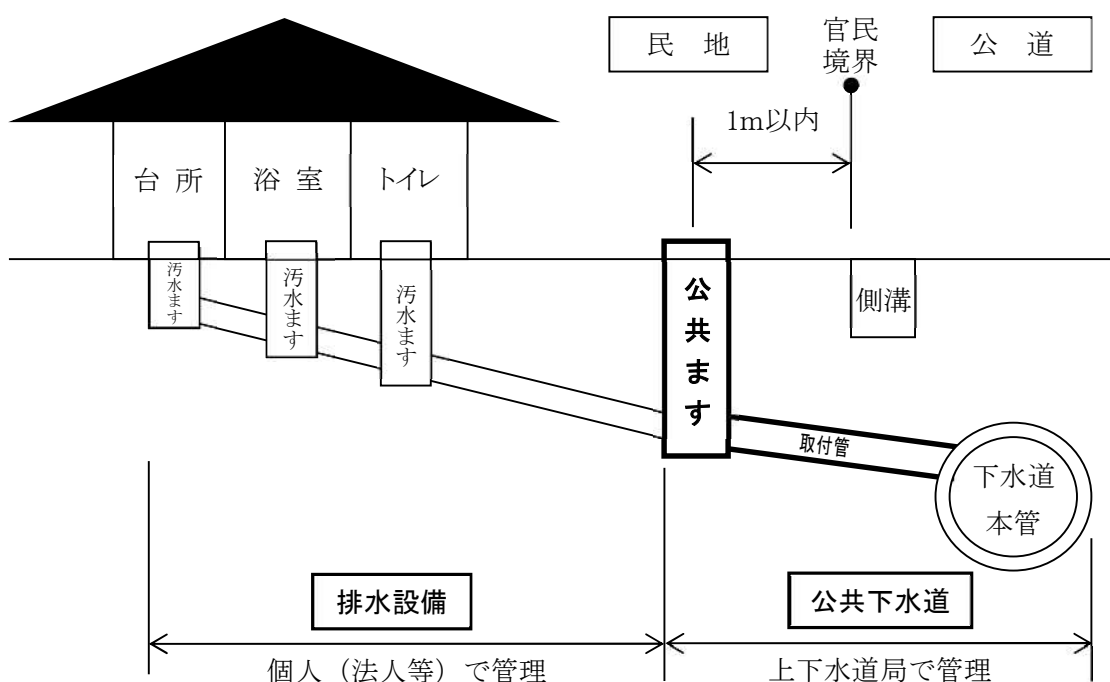 民 地
官民
境界
公 道
1m以内
台 所
浴 室
トイレ
汚水ます
汚水ます
汚水ます
公共ます
側溝
取付管
下水道
本管
排水設備
公共下水道
個人（法人等）で管理
上下水道局で管理